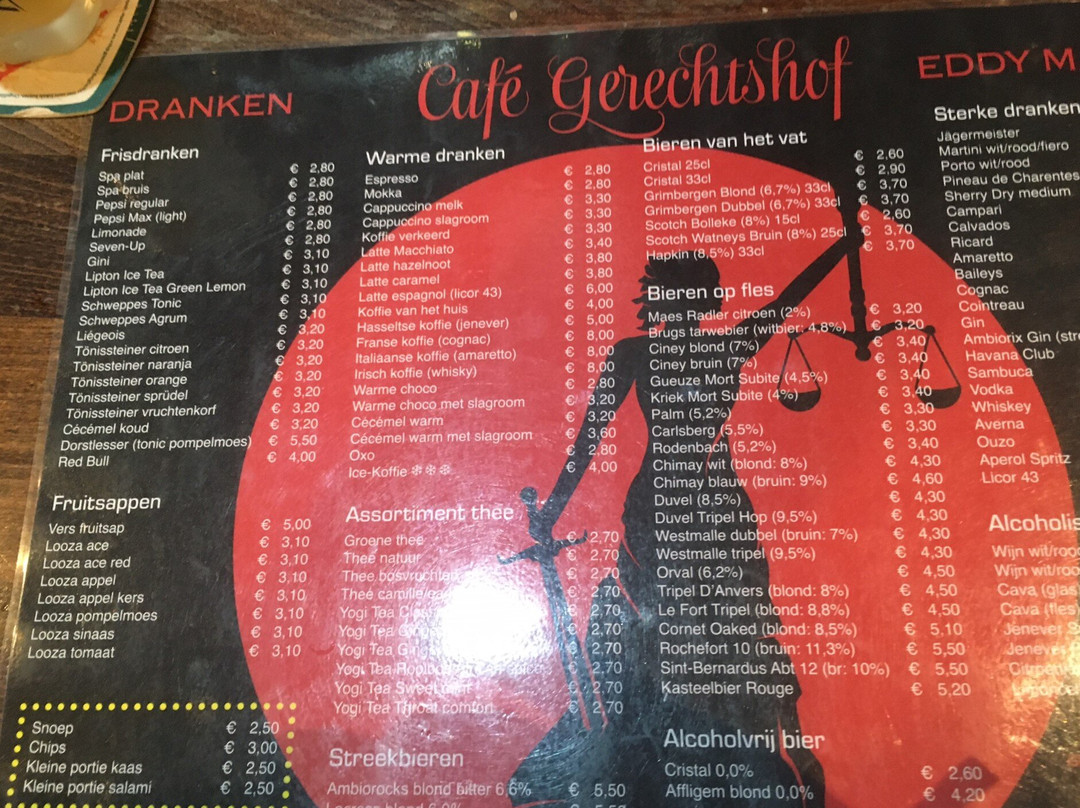 DRANKEN
Café Gerechtshof
EDDY M
Frisdranken
Spa plat € 2,80
Spa bruis € 2,80
Pepsi regular € 2,80
Pepsi Max (light) € 2,80
Limonade € 2,80
Seven-Up € 2,80
Gini € 3,10
Lipton Ice Tea € 3,10
Lipton Ice Tea Green Lemon € 3,10
Schweppes Tonic € 3,10
Schweppes Agrum € 3,10
Liégeois € 3,20
Tönissteiner citroen € 3,20
Tönissteiner naranja € 3,20
Tönissteiner orange € 3,20
Tönissteiner sprüdel € 3,20
Tönissteiner vruchtenkorf € 3,20
Cécémel koud € 3,20
Dorstlesser (tonic pompelmoes) € 5,50
Red Bull € 4,00
Fruitsappen
Vers fruitsap € 5,00
Looza ace € 3,10
Looza ace red € 3,10
Looza appel € 3,10
Looza appel kers € 3,10
Looza pompelmoes € 3,10
Looza sinaas € 3,10
Looza tomaat € 3,10
Snoep € 2,50
Chips € 3,00
Kleine portie kaas € 2,50
Kleine portie salami € 2,50
Warme dranken
Espresso € 2,80
Mokka € 2,80
Cappuccino melk € 3,30
Cappuccino slagroom € 3,30
Koffie verkeerd € 3,30
Latte Macchiato € 3,40
Latte hazelnoot € 3,80
Latte caramel € 3,80
Latte espagnol (licor 43) € 6,00
Koffie van het huis € 4,00
Hasseltse koffie (jenever) € 5,00
Franse koffie (cognac) € 8,00
Italiaanse koffie (amaretto) € 8,00
Irisch koffie (whisky) € 8,00
Warme choco € 2,80
Warme choco met slagroom € 3,20
Cécémel warm € 3,20
Cécémel warm met slagroom € 3,60
Oxo € 2,80
Ice-Koffie ❄❄❄ € 4,00
Assortiment thee
Groene thee € 2,70
Thee natuur € 2,70
Thee bosvruchten € 2,70
Thee camille € 2,70
Yogi Tea € 2,70
Yogi Tea € 2,70
Yogi Tea € 2,70
Yogi Tea € 2,70
Yogi Tea Sweet € 2,70
Yogi Tea Throat comfort € 2,70
Streekbieren
Ambiorocks blond bitter 6,6% € 5,50
Bieren van het vat
Cristal 25cl € 2,60
Cristal 33cl € 2,90
Grimbergen Blond (6,7%) 33cl € 3,70
Grimbergen Dubbel (6,7%) 33cl € 3,70
Scotch Bolleke (8%) 15cl € 2,60
Scotch Watneys Bruin (8%) 25cl € 3,70
Hapkin (8,5%) 33cl € 3,70
Bieren op fles
Maes Radler citroen (2%) € 3,20
Brugs tarwebier (witbier: 4,8%) € 3,20
Ciney blond (7%) € 3,40
Ciney bruin (7%) € 3,40
Gueuze Mort Subite (4,5%) € 3,40
Kriek Mort Subite (4%) € 3,40
Palm (5,2%) € 3,30
Carlsberg (5,5%) € 3,30
Rodenbach (5,2%) € 3,40
Chimay wit (blond: 8%) € 4,30
Chimay blauw (bruin: 9%) € 4,60
Duvel (8,5%) € 4,30
Duvel Tripel Hop (9,5%) € 4,30
Westmalle dubbel (bruin: 7%) € 4,30
Westmalle tripel (9,5%) € 4,30
Orval (6,2%) € 4,50
Tripel D'Anvers (blond: 8%) € 4,50
Le Fort Tripel (blond: 8,8%) € 4,50
Cornet Oaked (blond: 8,5%) € 5,10
Rochefort 10 (bruin: 11,3%) € 5,50
Sint-Bernardus Abt 12 (br: 10%) € 5,50
Kasteelbier Rouge € 5,20
Alcoholvrij bier
Cristal 0,0% € 2,60
Affligem blond 0,0% € 4,20
Sterke dranken
Jägermeister
Martini wit/rood/fiero
Porto wit/rood
Pineau de Charentes
Sherry Dry medium
Campari
Calvados
Ricard
Amaretto
Baileys
Cognac
Cointreau
Gin
Ambiorix Gin (stre
Havana Club
Sambuca
Vodka
Whiskey
Averna
Ouzo
Aperol Spritz
Licor 43
Alcoholis
Wijn wit/rood
Wijn wit/roo
Cava (glas
Cava (fles)
Jenever
Jenever